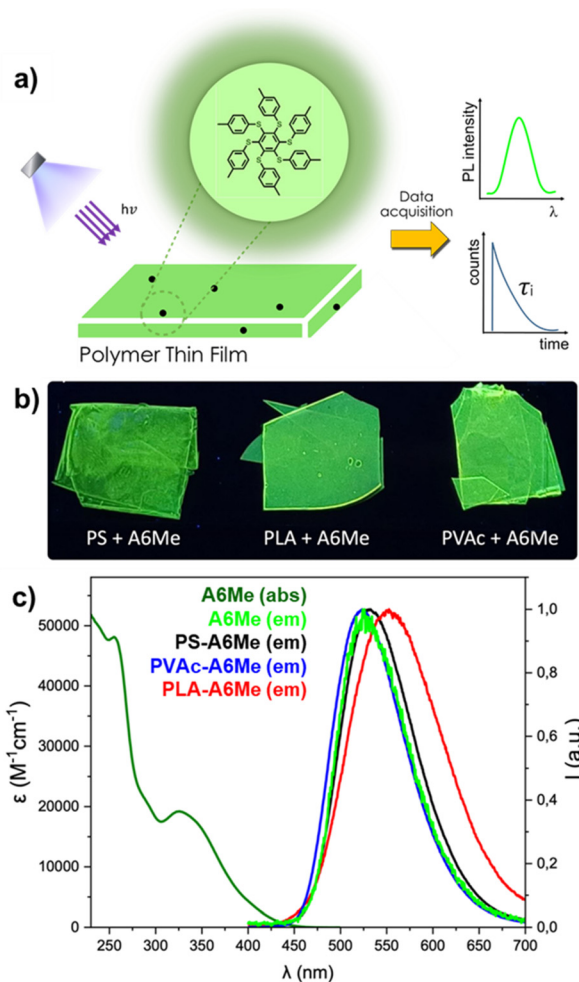 a)
S
S
S
S
S
S
hν
Polymer Thin Film
Data
acquisition
PL intensity
λ
counts
τi
time
b)
PS + A6Me
PLA + A6Me
PVAc + A6Me
c)
A6Me (abs)
A6Me (em)
PS-A6Me (em)
PVAc-A6Me (em)
PLA-A6Me (em)
ε (M-1cm-1)
50000
40000
30000
20000
10000
0
1,0
0,8
0,6
0,4
0,2
0,0
I (a.u.)
250 300 350 400 450 500 550 600 650 700
λ (nm)